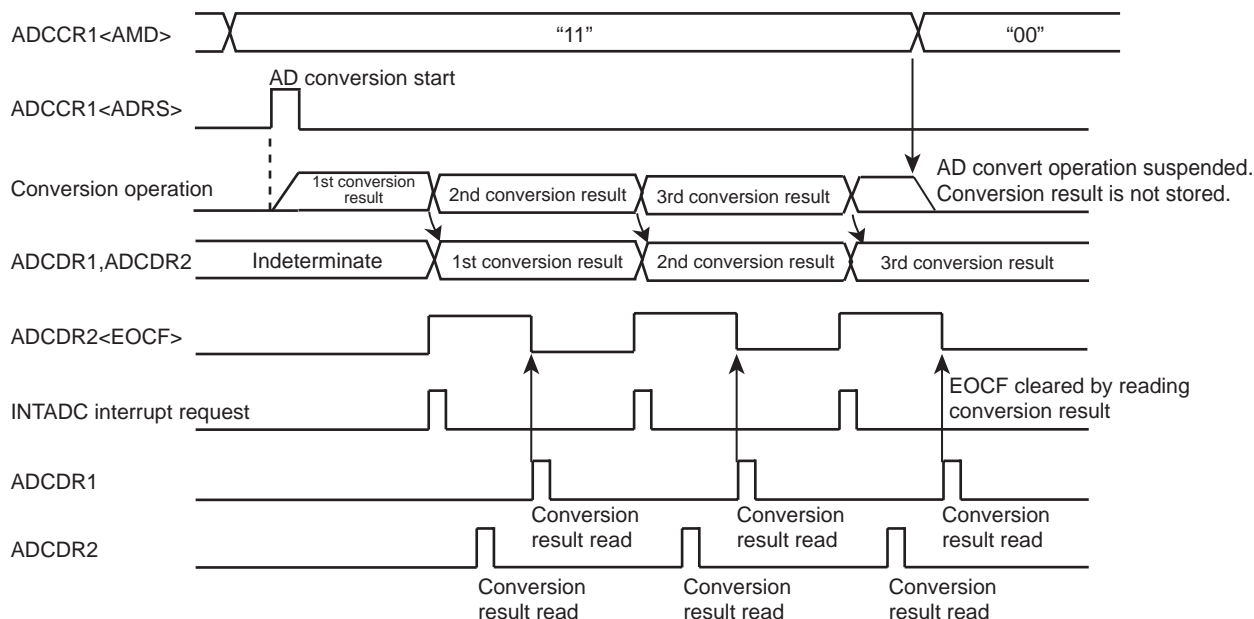 ADCCR1<AMD>
“11”
“00”
AD conversion start
ADCCR1<ADRS>
Conversion operation
1st conversion
result
2nd conversion result
3rd conversion result
AD convert operation suspended.
Conversion result is not stored.
ADCDR1,ADCDR2
Indeterminate
1st conversion result
2nd conversion result
3rd conversion result
ADCDR2<EOCF>
EOCF cleared by reading
conversion result
INTADC interrupt request
ADCDR1
Conversion
result read
Conversion
result read
Conversion
result read
ADCDR2
Conversion
result read
Conversion
result read
Conversion
result read